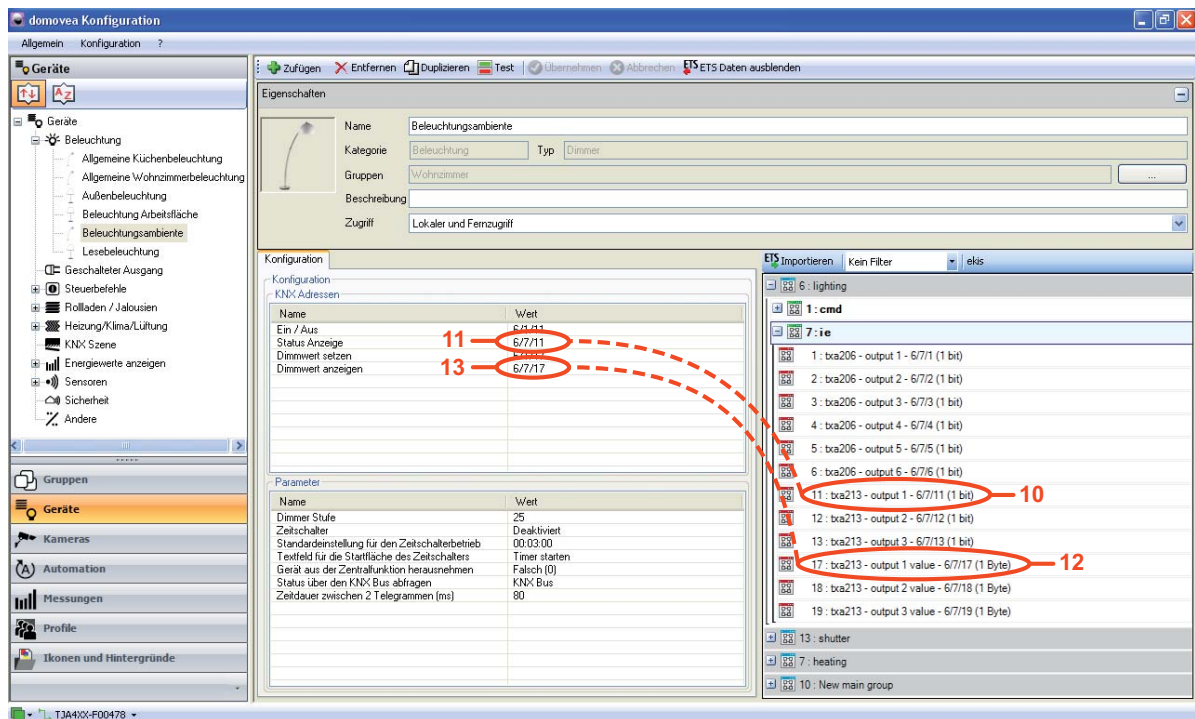 domovea Konfiguration
Allgemein Konfiguration ?
Geräte
Geräte
Beleuchtung
Allgemeine Küchenbeleuchtung
Allgemeine Wohnzimmerbeleuchtung
Außenbeleuchtung
Beleuchtung Arbeitsfläche
Beleuchtungsambiente
Lesebeleuchtung
Geschalteter Ausgang
Steuerbefehle
Rolladen / Jalousien
Heizung/Klima/Lüftung
KNX Szene
Energiewerte anzeigen
Sensoren
Sicherheit
Andere
Gruppen
Geräte
Kameras
Automation
Messungen
Profile
Ikonen und Hintergründe
TJA4XX-F00478
Zufügen Entfernen Duplizieren Test Übernehmen Abbrechen ETS ETS Daten ausblenden
Eigenschaften
Name Beleuchtungsambiente
Kategorie Beleuchtung Typ Dimmer
Gruppen Wohnzimmer ...
Beschreibung
Zugriff Lokaler und Fernzugriff
Konfiguration
Konfiguration
KNX Adressen
Name Wert
Ein / Aus 6/1/11
Status Anzeige 11 6/7/11
Dimmwert setzen
Dimmwert anzeigen 13 6/7/17
Parameter
Name Wert
Dimmer Stufe 25
Zeitschalter Deaktiviert
Standardeinstellung für den Zeitschalterbetrieb 00:03:00
Textfeld für die Startfläche des Zeitschalters Timer starten
Gerät aus der Zentralfunktion herausnehmen Falsch (0)
Status über den KNX Bus abfragen KNX Bus
Zeitdauer zwischen 2 Telegrammen (ms) 80
ETS Importieren Kein Filter ekis
6 : lighting
1 : cmd
7 : ie
1 : txa206 - output 1 - 6/7/1 (1 bit)
2 : txa206 - output 2 - 6/7/2 (1 bit)
3 : txa206 - output 3 - 6/7/3 (1 bit)
4 : txa206 - output 4 - 6/7/4 (1 bit)
5 : txa206 - output 5 - 6/7/5 (1 bit)
6 : txa206 - output 6 - 6/7/6 (1 bit)
11 : txa213 - output 1 - 6/7/11 (1 bit) 10
12 : txa213 - output 2 - 6/7/12 (1 bit)
13 : txa213 - output 3 - 6/7/13 (1 bit)
17 : txa213 - output 1 value - 6/7/17 (1 Byte) 12
18 : txa213 - output 2 value - 6/7/18 (1 Byte)
19 : txa213 - output 3 value - 6/7/19 (1 Byte)
13 : shutter
7 : heating
10 : New main group